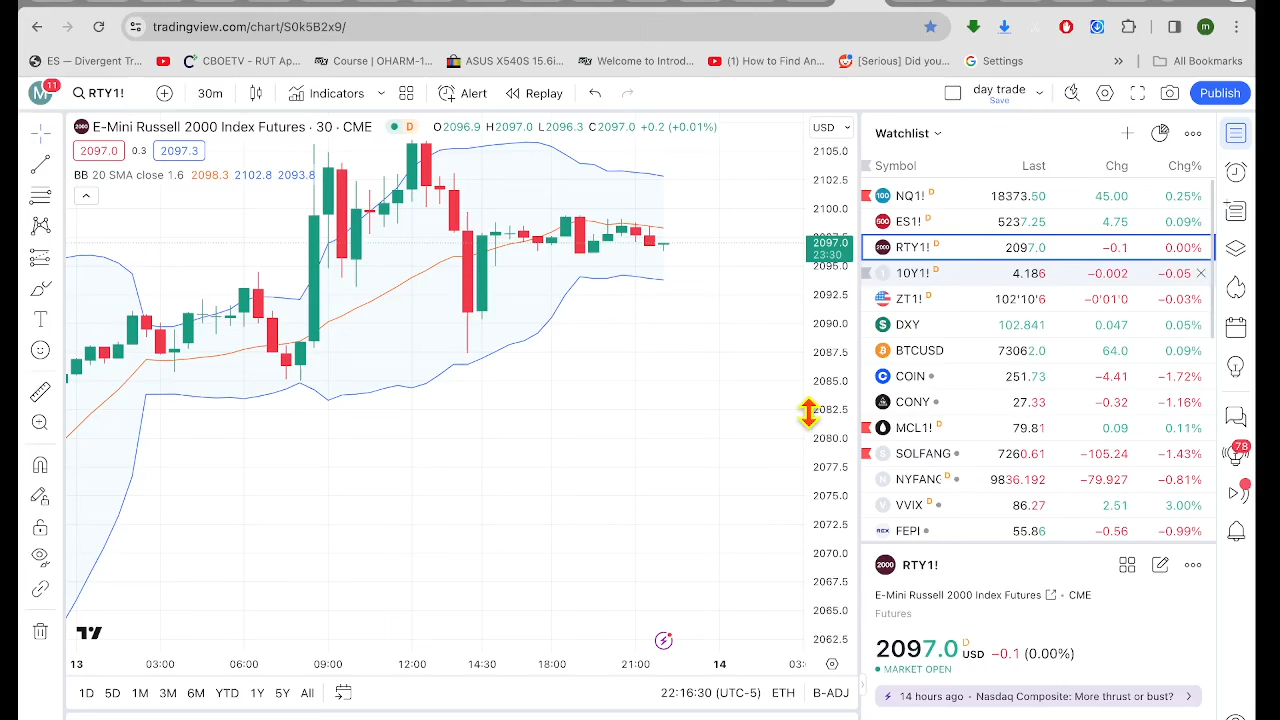 tradingview.com/chart/S0k5B2x9/
m
ES — Divergent Tr... CBOETV - RUT Ap... Course | OHARM-1... ASUS X540S 15.6i... Welcome to Introd... (1) How to Find An... [Serious] Did you... Settings » All Bookmarks
M 11 RTY1! 30m Indicators Alert Replay day trade Save Publish
E-Mini Russell 2000 Index Futures · 30 · CME D O2096.9 H2097.0 L2096.3 C2097.0 +0.2 (+0.01%) USD
2097.0 0.3 2097.3
BB 20 SMA close 1.6 2098.3 2102.8 2093.8
2105.0
2102.5
2100.0
2097.0
23:30
2095.0
2092.5
2090.0
2087.5
2085.0
2082.5
2080.0
2077.5
2075.0
2072.5
2070.0
2067.5
2065.0
2062.5
13 03:00 06:00 09:00 12:00 14:30 18:00 21:00 14 03:
1D 5D 1M 3M 6M YTD 1Y 5Y All 22:16:30 (UTC-5) ETH B-ADJ
Watchlist
Symbol Last Chg Chg%
100 NQ1! D 18373.50 45.00 0.25%
500 ES1! D 5237.25 4.75 0.09%
2000 RTY1! D 2097.0 −0.1 0.00%
10Y1! D 4.186 −0.002 −0.05
ZT1! D 102'10'6 −0'01'0 −0.03%
DXY 102.841 0.047 0.05%
BTCUSD 73062.0 64.0 0.09%
COIN 251.73 −4.41 −1.72%
CONY 27.33 −0.32 −1.16%
MCL1! D 79.81 0.09 0.11%
SOLFANG 7260.61 −105.24 −1.43%
NYFANG D 9836.192 −79.927 −0.81%
VVIX D 86.27 2.51 3.00%
REX FEPI 55.86 −0.56 −0.99%
78
2000 RTY1!
E-Mini Russell 2000 Index Futures • CME
Futures
2097.0 D USD −0.1 (0.00%)
MARKET OPEN
14 hours ago • Nasdaq Composite: More thrust or bust?